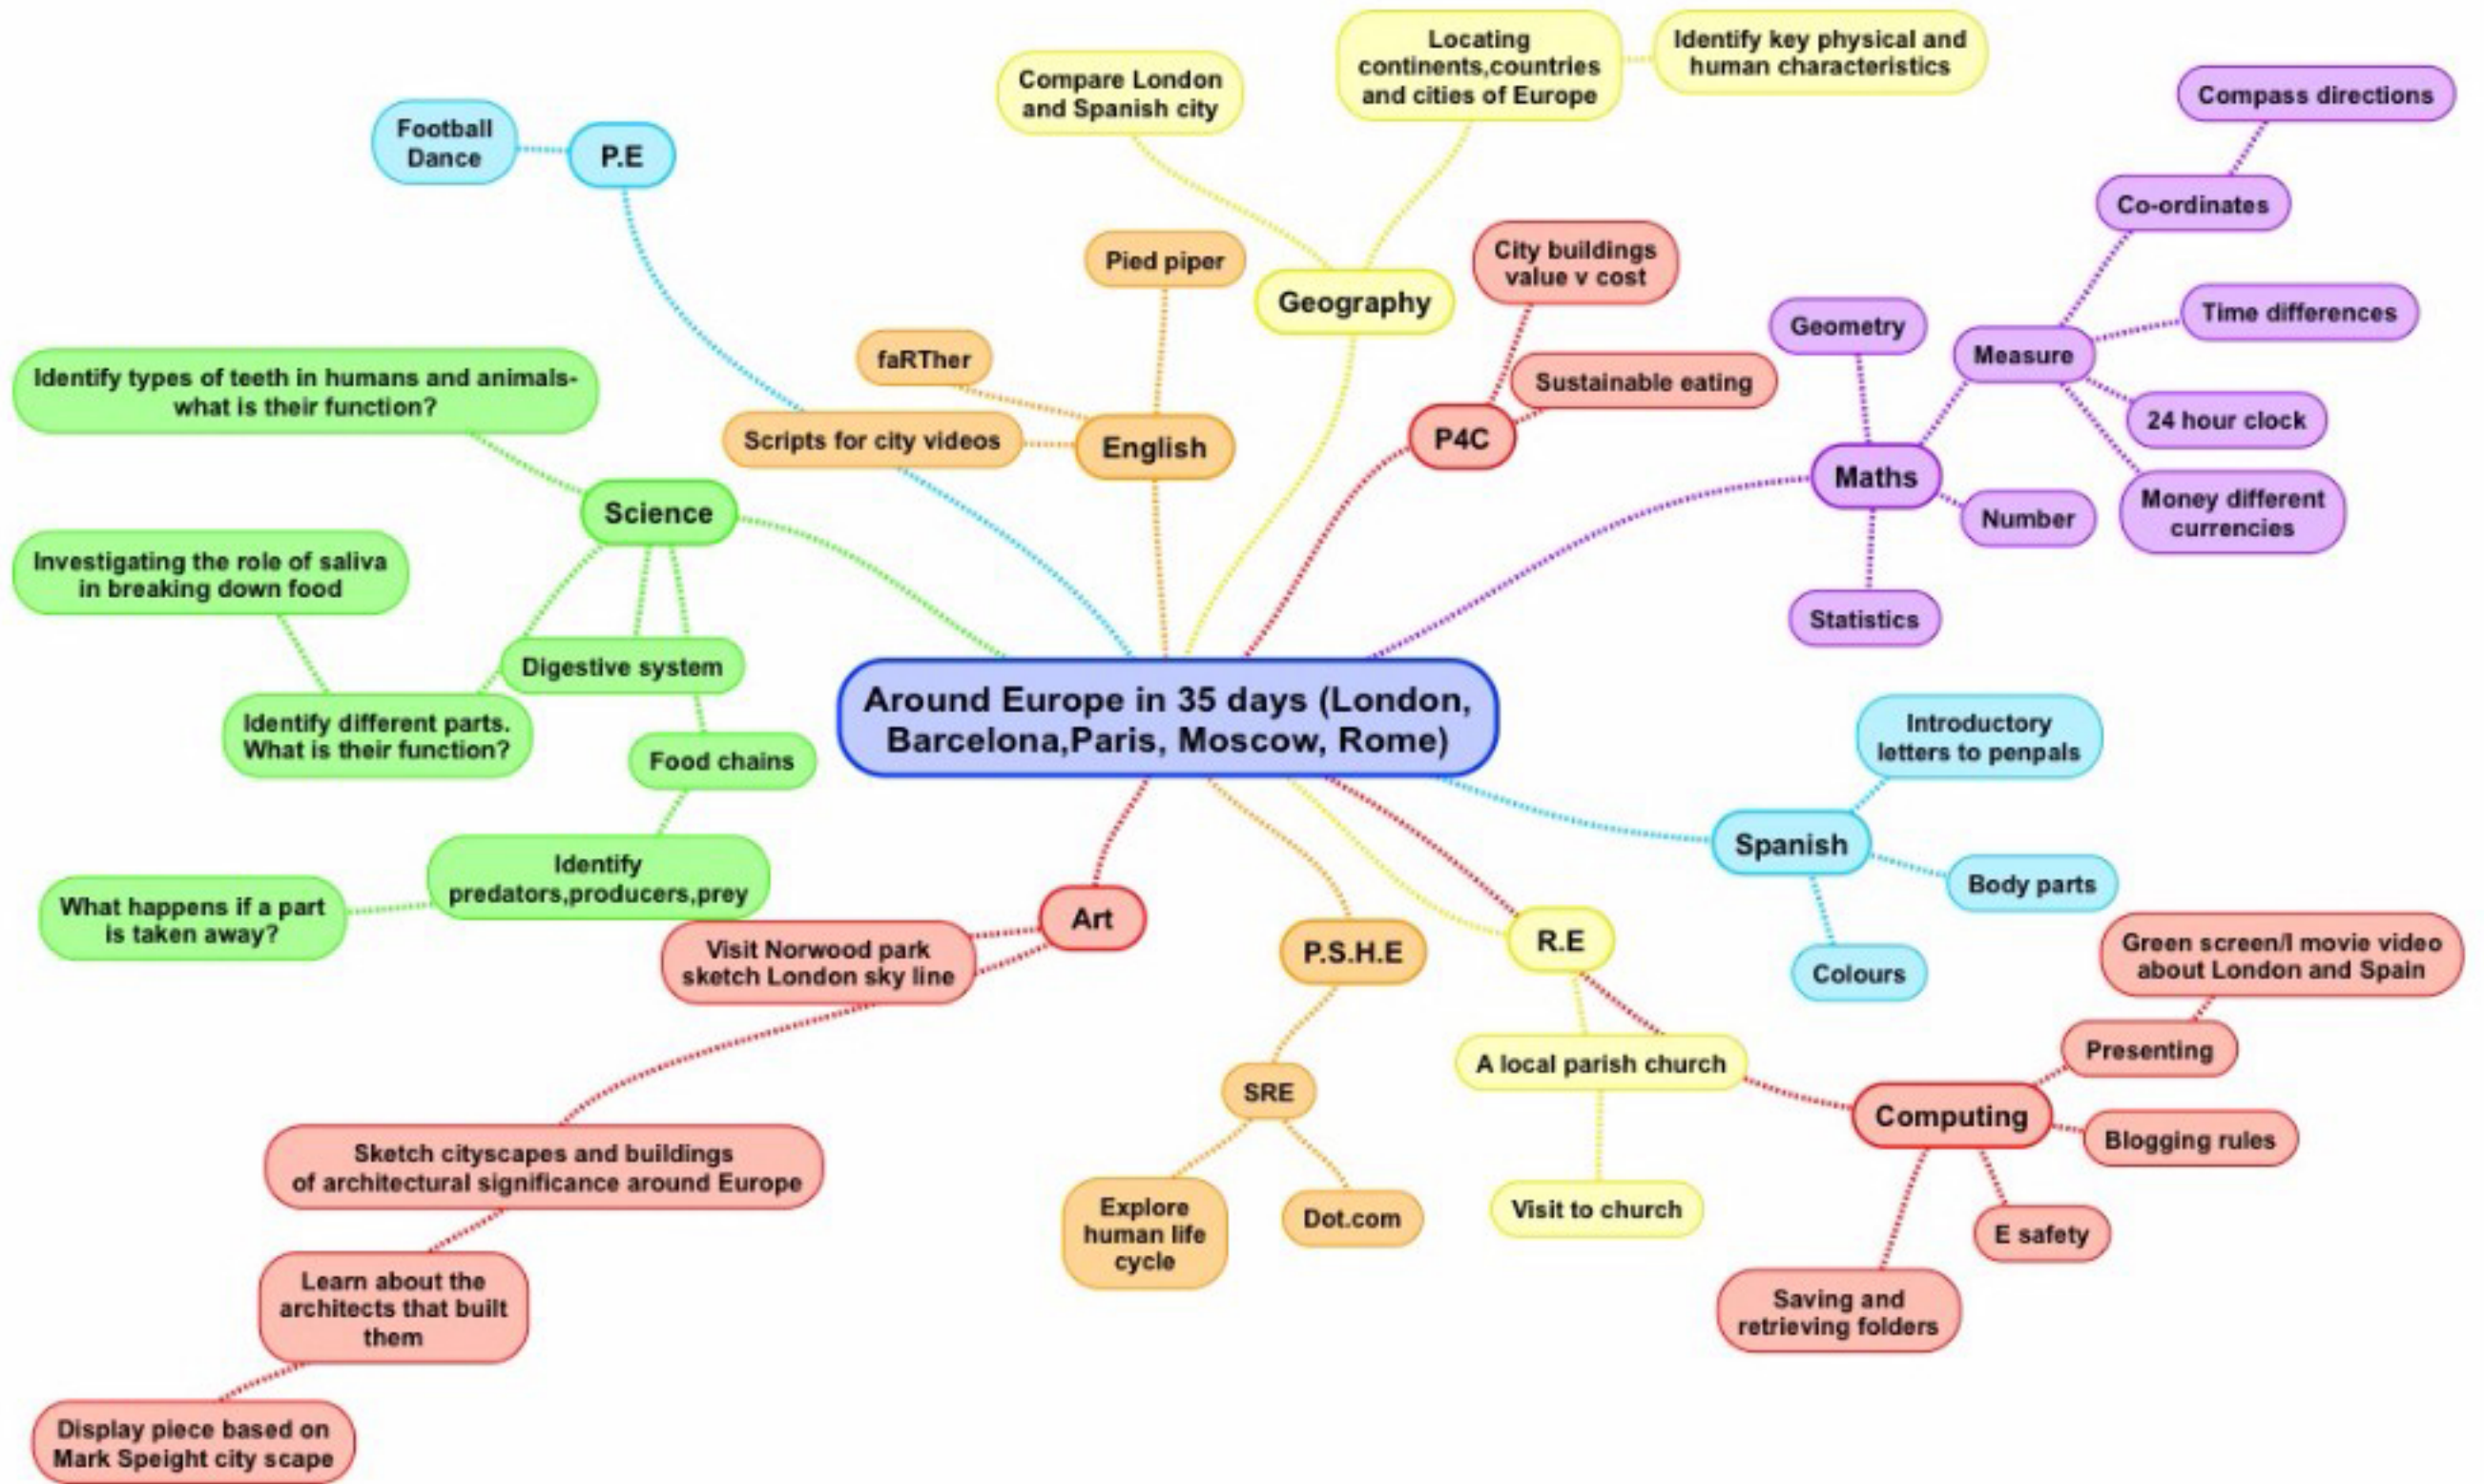 Locating
continents,countries
and cities of Europe
Identify key physical and
human characteristics
Compare London
and Spanish city
Compass directions
Football
Dance
P.E
Co-ordinates
Pied piper
City buildings
value v cost
Geography
Geometry
Time differences
faRTher
Measure
Identify types of teeth in humans and animals-
what is their function?
Sustainable eating
Scripts for city videos
English
P4C
24 hour clock
Maths
Science
Number
Money different
currencies
Investigating the role of saliva
in breaking down food
Statistics
Digestive system
Around Europe in 35 days (London,
Barcelona,Paris, Moscow, Rome)
Identify different parts.
What is their function?
Food chains
Introductory
letters to penpals
Spanish
Identify
predators,producers,prey
Body parts
What happens if a part
is taken away?
Art
Visit Norwood park
sketch London sky line
P.S.H.E
R.E
Colours
Green screen/I movie video
about London and Spain
Presenting
A local parish church
SRE
Computing
Blogging rules
Sketch cityscapes and buildings
of architectural significance around Europe
Explore
human life
cycle
Dot.com
Visit to church
E safety
Learn about the
architects that built
them
Saving and
retrieving folders
Display piece based on
Mark Speight city scape